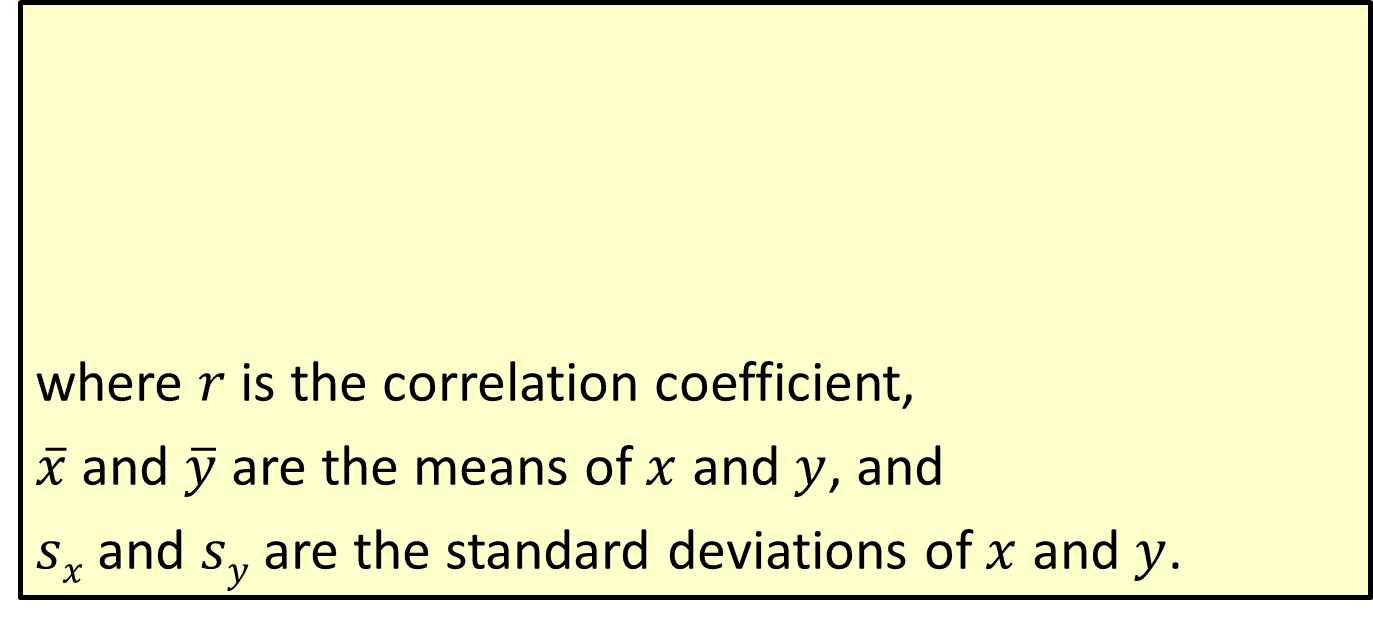 where r is the correlation coefficient,
x̄ and ȳ are the means of x and y, and
sₓ and s_y are the standard deviations of x and y.